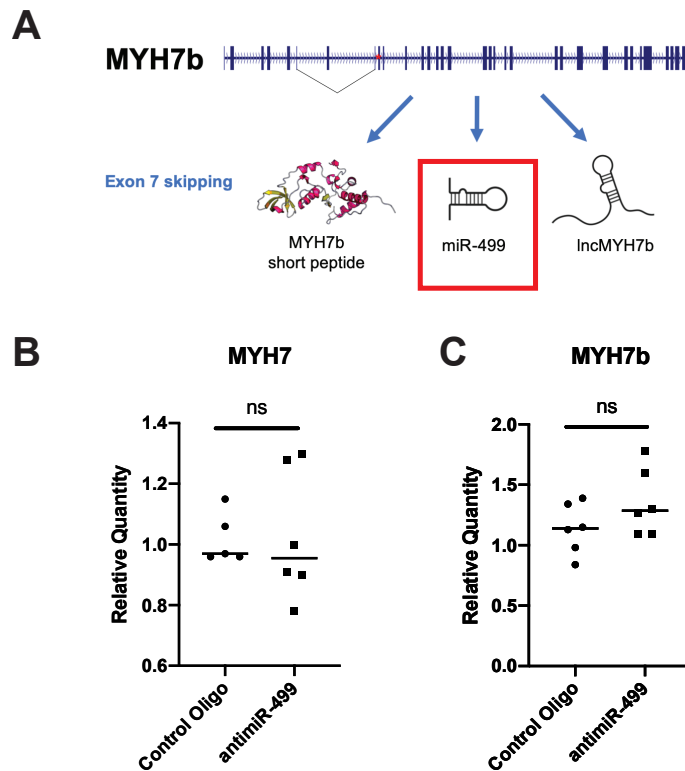 A
MYH7b
Exon 7 skipping
MYH7b
short peptide
miR-499
lncMYH7b
B
MYH7
ns
1.4
1.2
1.0
0.8
0.6
Relative Quantity
Control Oligo
antimiR-499
C
MYH7b
ns
2.0
1.5
1.0
0.5
0.0
Relative Quantity
Control Oligo
antimiR-499